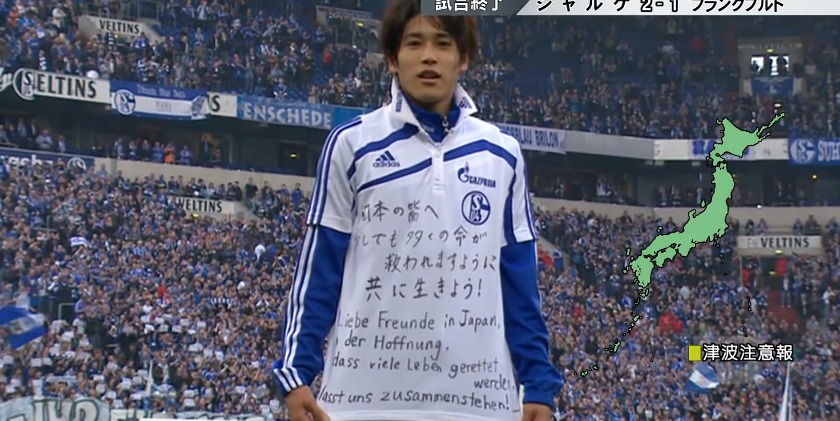 試合終了 シャルケ 2-1 フランクフルト
VELTINS
VELTINS
ENSCHEDE
VELTINS
VELTINS
adidas
GAZPROM
日本の皆へ
少しでも多くの命が
救われますように
共に生きよう!
Liebe Freunde in Japan,
der Hoffnung,
dass viele Leben gerettet
werden,
lasst uns zusammenstehen!
津波注意報